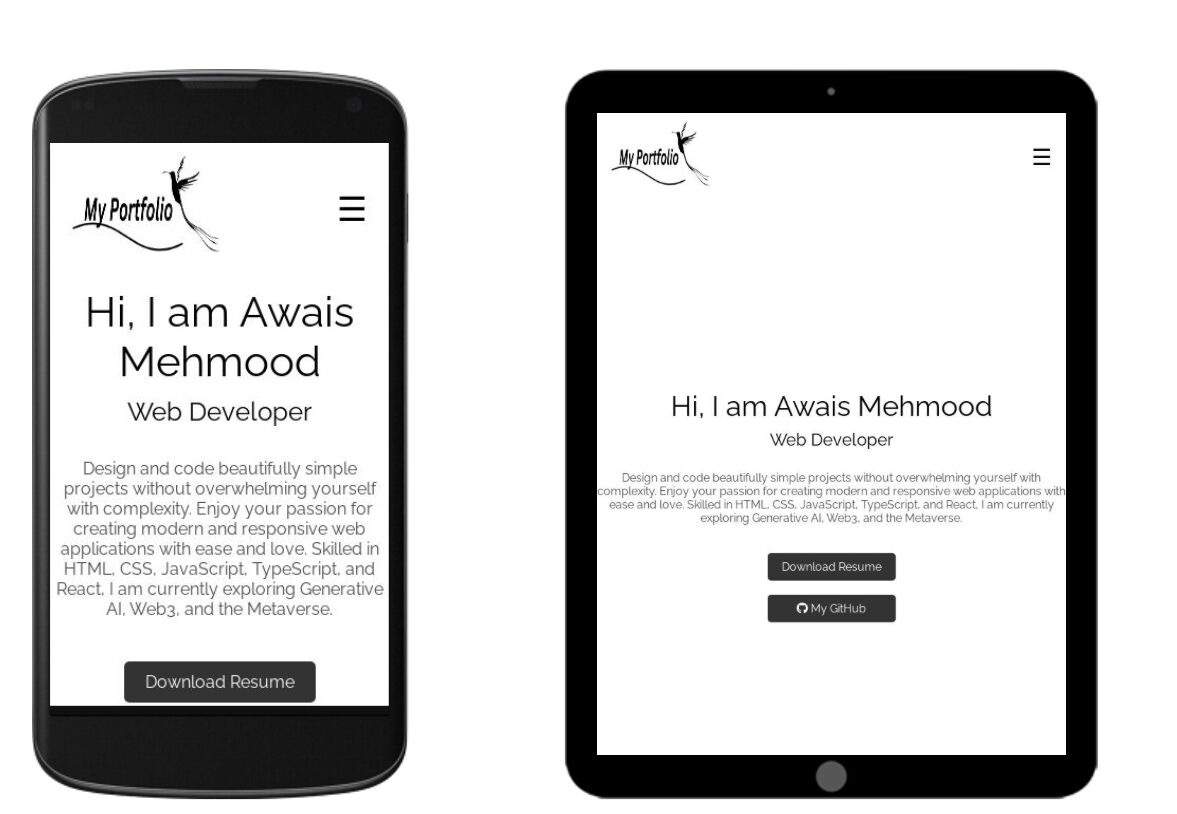 My Portfolio
☰
Hi, I am Awais
Mehmood
Web Developer
Design and code beautifully simple
projects without overwhelming yourself
with complexity. Enjoy your passion for
creating modern and responsive web
applications with ease and love. Skilled in
HTML, CSS, JavaScript, TypeScript, and
React, I am currently exploring Generative
AI, Web3, and the Metaverse.
Download Resume
My Portfolio
☰
Hi, I am Awais Mehmood
Web Developer
Design and code beautifully simple projects without overwhelming yourself with
complexity. Enjoy your passion for creating modern and responsive web applications with
ease and love. Skilled in HTML, CSS, JavaScript, TypeScript, and React, I am currently
exploring Generative AI, Web3, and the Metaverse.
Download Resume
My GitHub